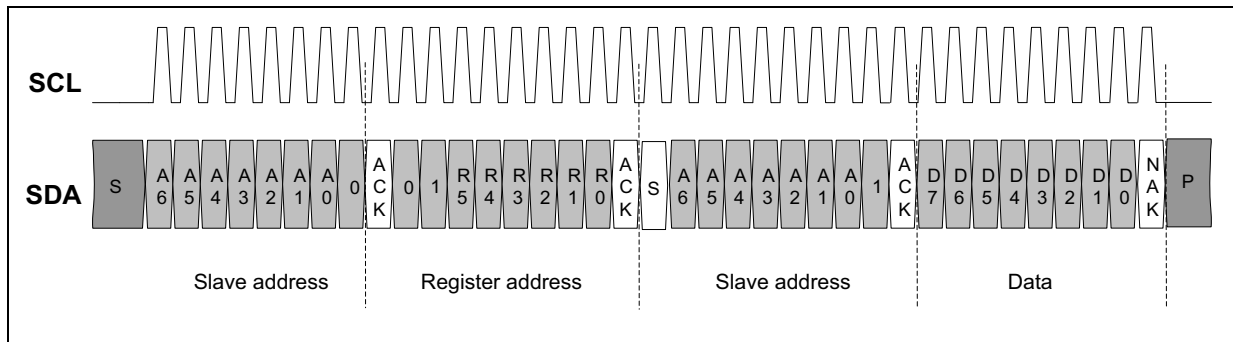 SCL
SDA
S A6 A5 A4 A3 A2 A1 A0 0 ACK 0 1 R5 R4 R3 R2 R1 R0 ACK S A6 A5 A4 A3 A2 A1 A0 1 ACK D7 D6 D5 D4 D3 D2 D1 D0 NAK P
Slave address Register address Slave address Data